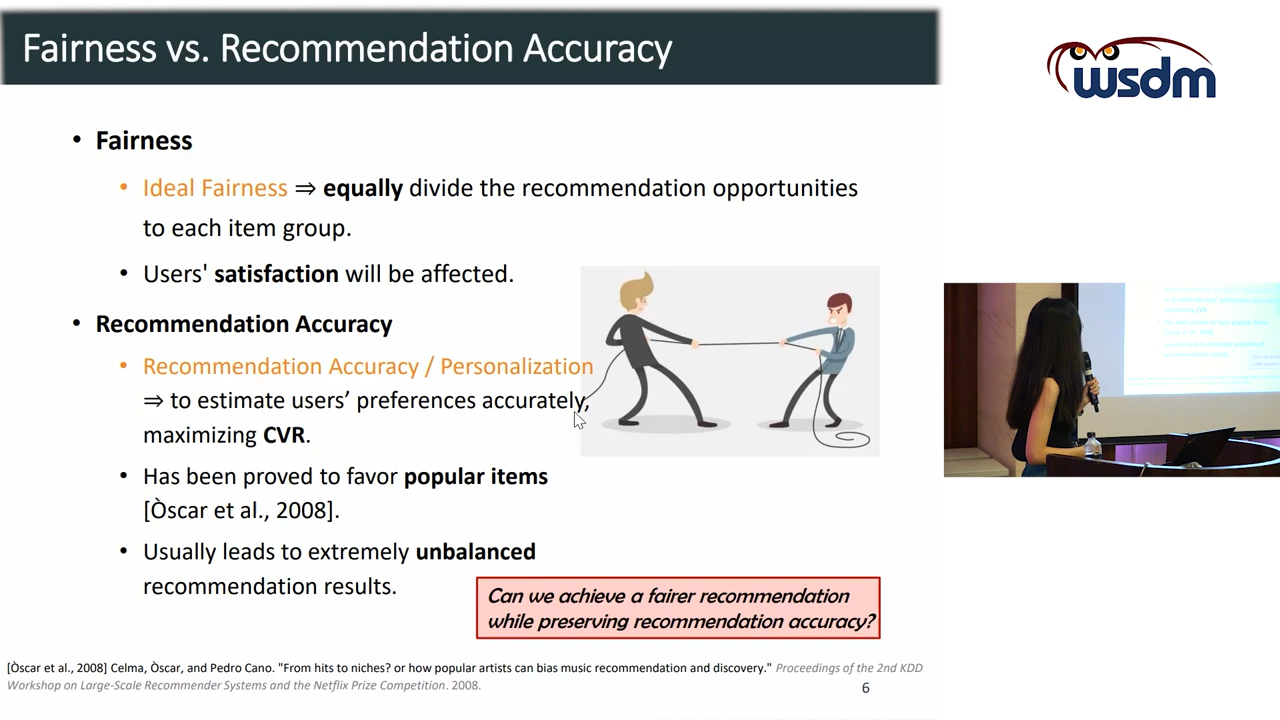 Fairness vs. Recommendation Accuracy
wsdm
• Fairness
• Ideal Fairness ⇒ equally divide the recommendation opportunities
to each item group.
• Users' satisfaction will be affected.
• Recommendation Accuracy
• Recommendation Accuracy / Personalization
⇒ to estimate users’ preferences accurately,
maximizing CVR.
• Has been proved to favor popular items
[Òscar et al., 2008].
• Usually leads to extremely unbalanced
recommendation results.
Can we achieve a fairer recommendation
while preserving recommendation accuracy?
[Òscar et al., 2008] Celma, Òscar, and Pedro Cano. "From hits to niches? or how popular artists can bias music recommendation and discovery." Proceedings of the 2nd KDD
Workshop on Large-Scale Recommender Systems and the Netflix Prize Competition. 2008.
6